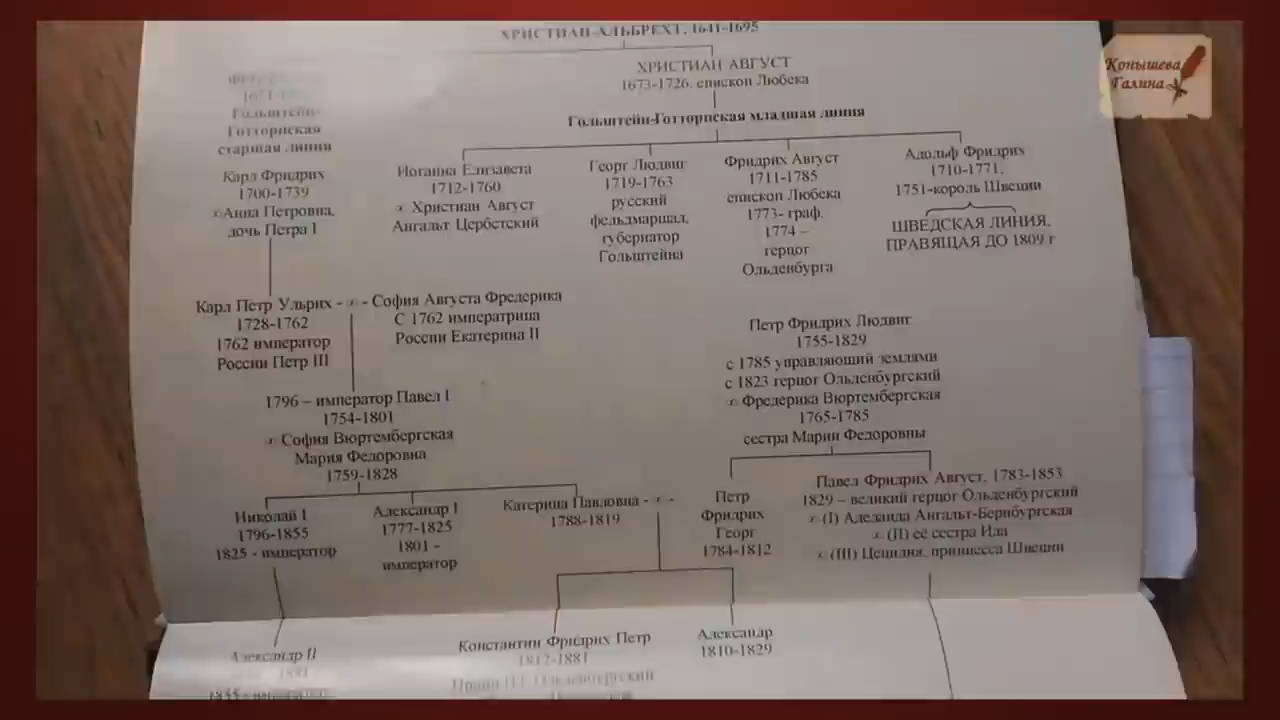 ХРИСТИАН-АЛЬБРЕХТ, 1641-1695
Конышева
Галина
ХРИСТИАН АВГУСТ
1673-1726, епископ Любека
Гольштейн-
Готторпская
старшая линия
Гольштейн-Готторпская младшая линия
Карл Фридрих
1700-1739
Анна Петровна,
дочь Петра I
Иоганна Елизавета
1712-1760
Христиан Август
Ангальт Цербстский
Георг Людвиг
1719-1763
русский
фельдмаршал,
губернатор
Гольштейна
Фридрих Август
1711-1785
епископ Любека
1773- граф,
1774 –
герцог
Ольденбурга
Адольф Фридрих
1710-1771,
1751-король Швеции
ШВЕДСКАЯ ЛИНИЯ,
ПРАВЯЩАЯ ДО 1809 г
Карл Петр Ульрих - ∞ - София Августа Фредерика
1728-1762
1762 император
России Петр III
С 1762 императрица
России Екатерина II
Петр Фридрих Людвиг
1755-1829
с 1785 управляющий землями
с 1823 герцог Ольденбургский
∞ Фредерика Вюртембергская
1765-1785
сестра Марии Федоровны
1796 – император Павел I
1754-1801
∞ София Вюртембергская
Мария Федоровна
1759-1828
Николай I
1796-1855
1825 - император
Александр I
1777-1825
1801 -
император
Катерина Павловна - ∞ - -
1788-1819
Петр
Фридрих
Георг
1784-1812
Павел Фридрих Август, 1783-1853
1829 – великий герцог Ольденбургский
∞ (I) Аделаида Ангальт-Бернбургская
∞ (II) её сестра Ида
∞ (III) Цецилия, принцесса Швеции
Александр II
Константин Фридрих Петр
1812-1881
Александр
1810-1829